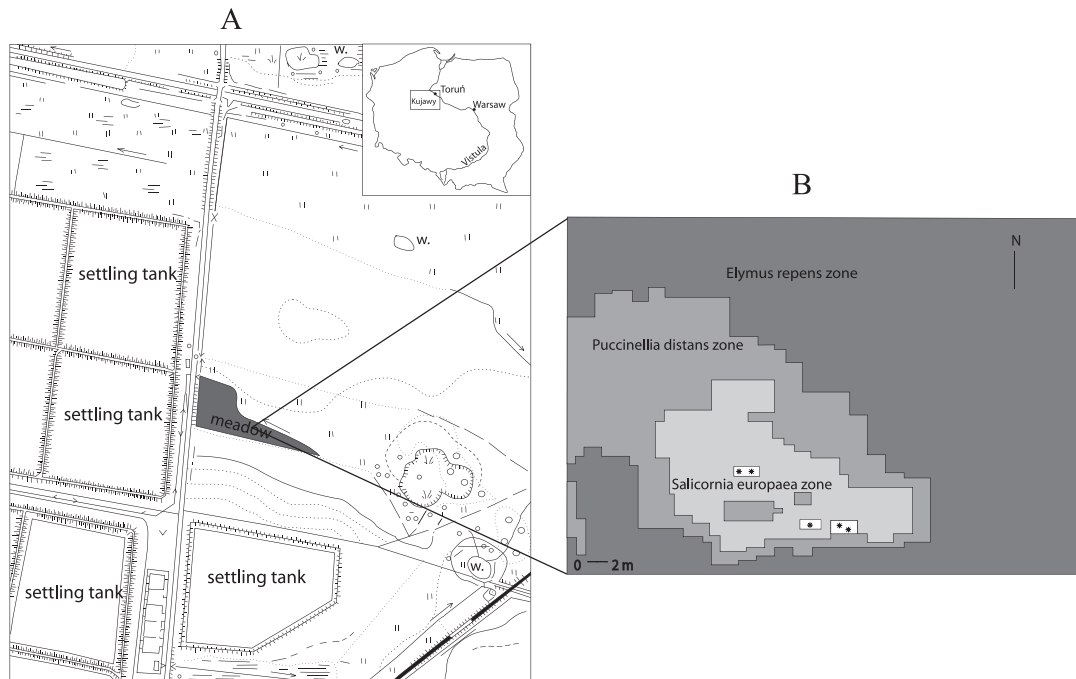 A
w.
Toruń
Kujawy
Warsaw
Vistula
B
w.
settling tank
N
Elymus repens zone
Puccinellia distans zone
settling tank
meadow
Salicornia europaea zone
0 2 m
w.
settling tank
settling tank